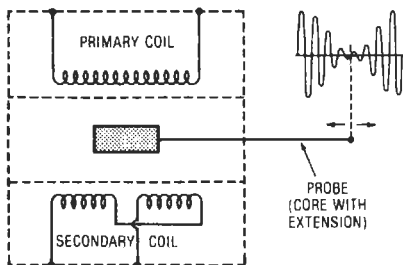 PRIMARY COIL
PROBE
(CORE WITH
EXTENSION)
SECONDARY COIL